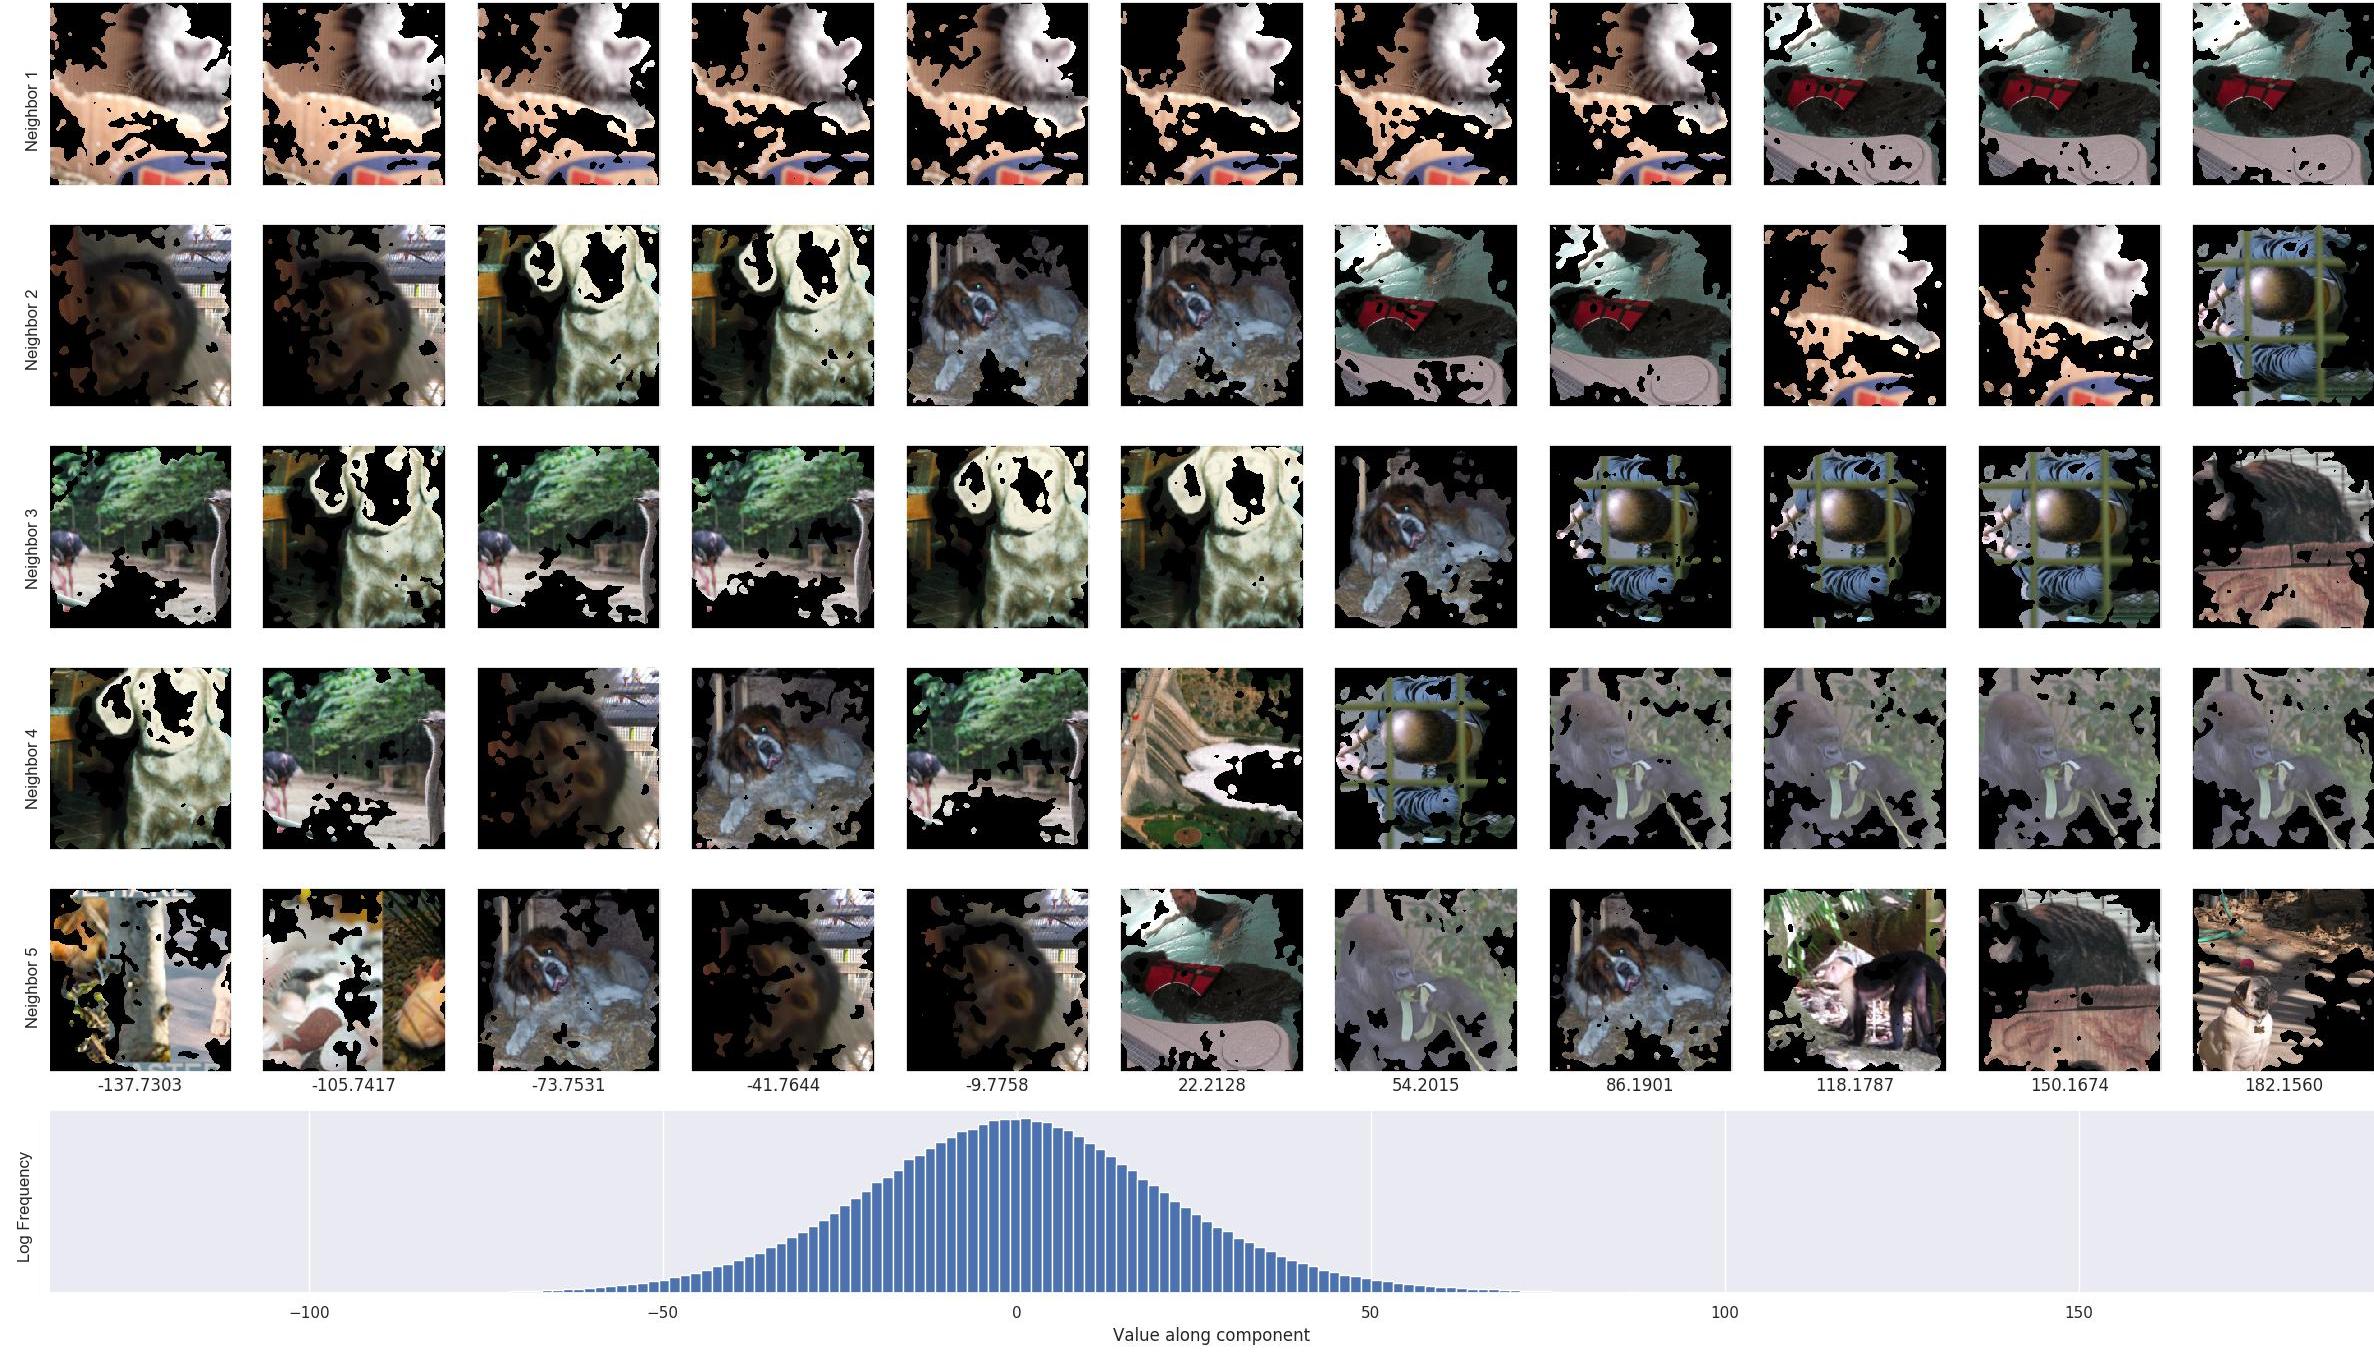 Neighbor 1
Neighbor 2
Neighbor 3
Neighbor 4
Neighbor 5
-137.7303 -105.7417 -73.7531 -41.7644 -9.7758 22.2128 54.2015 86.1901 118.1787 150.1674 182.1560
Log Frequency
−100 −50 0 50 100 150
Value along component